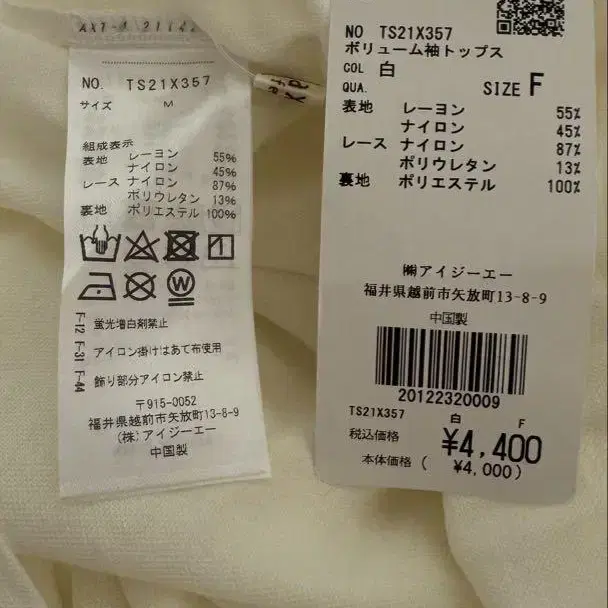 NO. TS21X357
サイズ M
組成表示
表地 レーヨン 55%
ナイロン 45%
レース ナイロン 87%
ポリウレタン 13%
裏地 ポリエステル 100%
W
F-12 蛍光増白剤禁止
F-31 アイロン掛けはあて布使用
F-44 飾り部分アイロン禁止
〒915-0052
福井県越前市矢放町13-8-9
(株)アイジーエー
中国製
NO TS21X357
ボリューム袖トップス
COL 白
QUA. SIZE F
表地 レーヨン 55%
ナイロン 45%
レース ナイロン 87%
ポリウレタン 13%
裏地 ポリエステル 100%
㈱アイジーエー
福井県越前市矢放町13-8-9
中国製
20122320009
TS21X357 白 F
税込価格 ¥4,400
本体価格 ( ¥4,000)